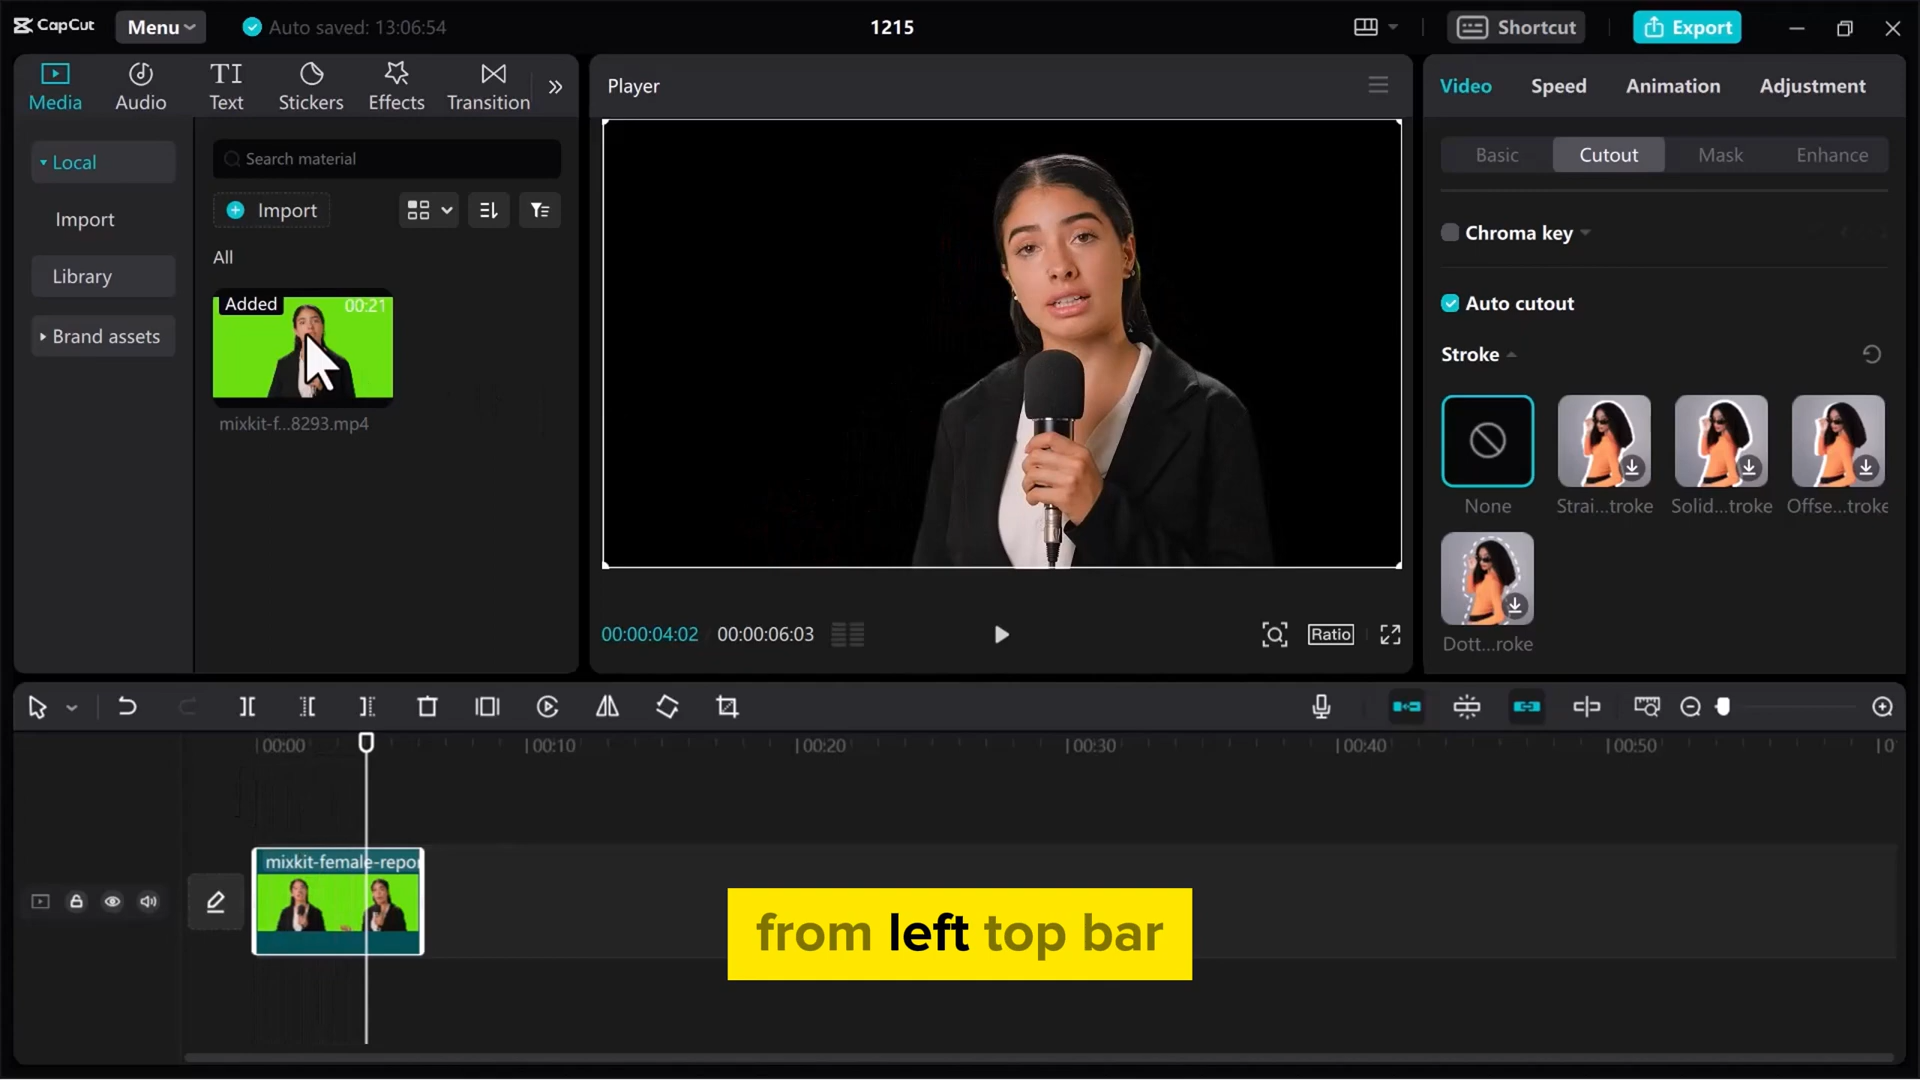 CapCut Menu Auto saved: 13:06:54 1215 Shortcut Export
Media Audio Text Stickers Effects Transition
Player
Video Speed Animation Adjustment
Local
Import
Library
Brand assets
Search material
Import
All
Added 00:21
mixkit-f...8293.mp4
Basic Cutout Mask Enhance
Chroma key
Auto cutout
Stroke
None Strai...troke Solid...troke Offse...troke
Dott...roke
00:00:04:02 00:00:06:03 Ratio
00:00 00:10 00:20 00:30 00:40 00:50 0
mixkit-female-repor
from left top bar